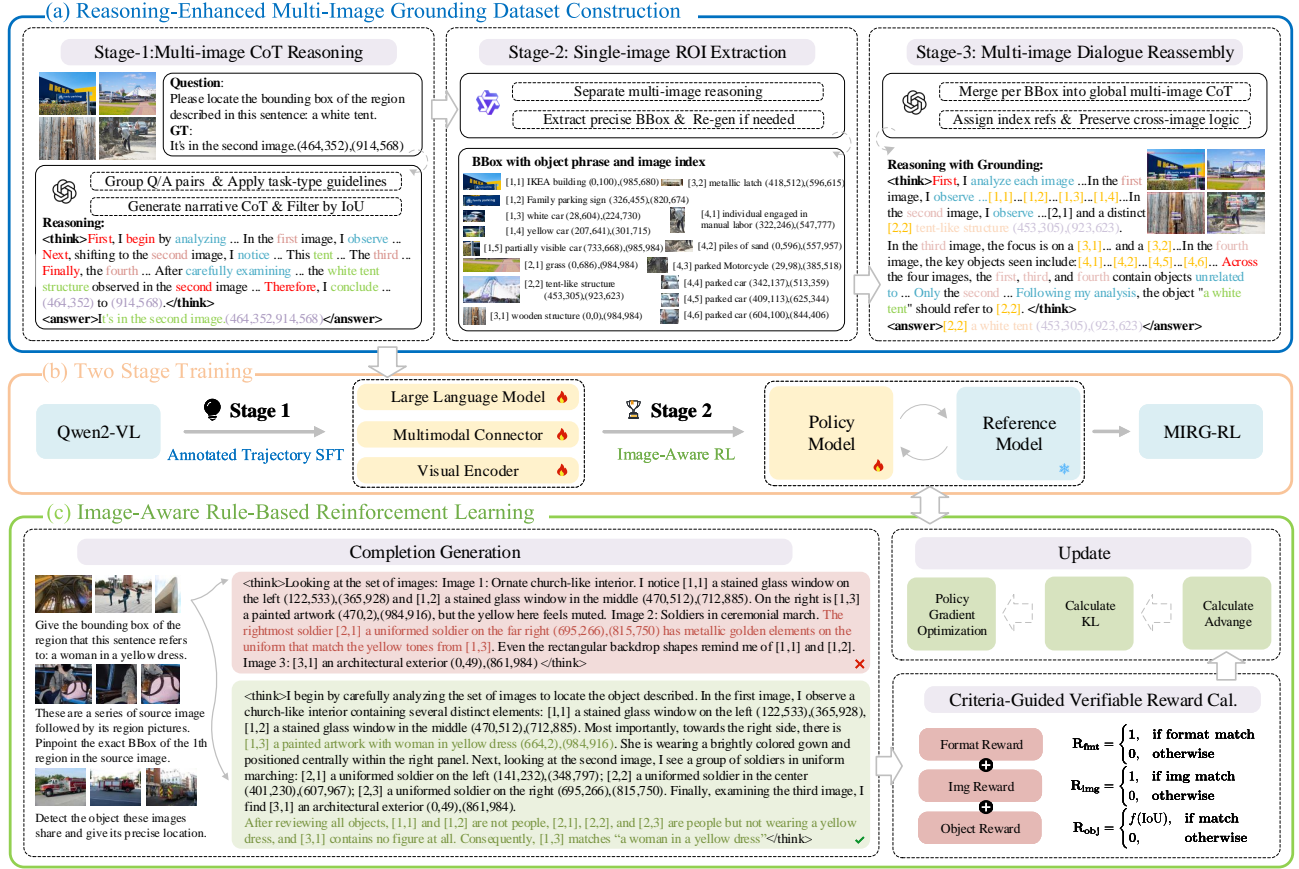 (a) Reasoning-Enhanced Multi-Image Grounding Dataset Construction
Stage-1:Multi-image CoT Reasoning
Question:
Please locate the bounding box of the region
described in this sentence: a white tent.
GT:
It's in the second image.(464,352),(914,568)
Group Q/A pairs & Apply task-type guidelines
Generate narrative CoT & Filter by IoU
Reasoning:
<think>First, I begin by analyzing ... In the first image, I observe ...
Next, shifting to the second image, I notice ... This tent ... The third ...
Finally, the fourth ... After carefully examining ... the white tent
structure observed in the second image ... Therefore, I conclude ...
(464,352) to (914,568).</think>
<answer>It's in the second image.(464,352,914,568)</answer>
Stage-2: Single-image ROI Extraction
Separate multi-image reasoning
Extract precise BBox & Re-gen if needed
BBox with object phrase and image index
[1,1] IKEA building (0,100),(985,680)
[1,2] Family parking sign (326,455),(820,674)
[1,3] white car (28,604),(224,730)
[1,4] yellow car (207,641),(301,715)
[1,5] partially visible car (733,668),(985,984)
[2,1] grass (0,686),(984,984)
[2,2] tent-like structure
(453,305),(923,623)
[3,1] wooden structure (0,0),(984,984)
[3,2] metallic latch (418,512),(596,615)
[4,1] individual engaged in
manual labor (322,246),(547,777)
[4,2] piles of sand (0,596),(557,957)
[4,3] parked Motorcycle (29,98),(385,518)
[4,4] parked car (342,137),(513,359)
[4,5] parked car (409,113),(625,344)
[4,6] parked car (604,100),(844,406)
Stage-3: Multi-image Dialogue Reassembly
Merge per BBox into global multi-image CoT
Assign index refs & Preserve cross-image logic
Reasoning with Grounding:
<think>First, I analyze each image ...In the first
image, I observe ...[1,1]...[1,2]...[1,3]...[1,4]...In
the second image, I observe ...[2,1] and a distinct
[2,2] tent-like structure (453,305),(923,623).
In the third image, the focus is on a [3,1]... and a [3,2]...In the fourth
image, the key objects seen include:[4,1]...[4,2]...[4,5]...[4,6]... Across
the four images, the first, third, and fourth contain objects unrelated
to ... Only the second ... Following my analysis, the object "a white
tent" should refer to [2,2]. </think>
<answer>[2,2] a white tent (453,305),(923,623)</answer>
(b) Two Stage Training
Qwen2-VL
Stage 1
Annotated Trajectory SFT
Large Language Model
Multimodal Connector
Visual Encoder
Stage 2
Image-Aware RL
Policy
Model
Reference
Model
MIRG-RL
(c) Image-Aware Rule-Based Reinforcement Learning
Completion Generation
Give the bounding box of the
region that this sentence refers
to: a woman in a yellow dress.
These are a series of source image
followed by its region pictures.
Pinpoint the exact BBox of the 1th
region in the source image.
Detect the object these images
share and give its precise location.
<think>Looking at the set of images: Image 1: Ornate church-like interior. I notice [1,1] a stained glass window on
the left (122,533),(365,928) and [1,2] a stained glass window in the middle (470,512),(712,885). On the right is [1,3]
a painted artwork (470,2),(984,916), but the yellow here feels muted. Image 2: Soldiers in ceremonial march. The
rightmost soldier [2,1] a uniformed soldier on the far right (695,266),(815,750) has metallic golden elements on the
uniform that match the yellow tones from [1,3]. Even the rectangular backdrop shapes remind me of [1,1] and [1,2].
Image 3: [3,1] an architectural exterior (0,49),(861,984) </think>
<think>I begin by carefully analyzing the set of images to locate the object described. In the first image, I observe a
church-like interior containing several distinct elements: [1,1] a stained glass window on the left (122,533),(365,928),
[1,2] a stained glass window in the middle (470,512),(712,885). Most importantly, towards the right side, there is
[1,3] a painted artwork with woman in yellow dress (664,2),(984,916). She is wearing a brightly colored gown and
positioned centrally within the right panel. Next, looking at the second image, I see a group of soldiers in uniform
marching: [2,1] a uniformed soldier on the left (141,232),(348,797); [2,2] a uniformed soldier in the center
(401,230),(607,967); [2,3] a uniformed soldier on the right (695,266),(815,750). Finally, examining the third image, I
find [3,1] an architectural exterior (0,49),(861,984).
After reviewing all objects, [1,1] and [1,2] are not people, [2,1], [2,2], and [2,3] are people but not wearing a yellow
dress, and [3,1] contains no figure at all. Consequently, [1,3] matches “a woman in a yellow dress”</think>
Update
Policy
Gradient
Optimization
Calculate
KL
Calculate
Advange
Criteria-Guided Verifiable Reward Cal.
Format Reward
Img Reward
Object Reward
R_fmt = { 1, if format match
0, otherwise
R_img = { 1, if img match
0, otherwise
R_obj = { f(IoU), if match
0, otherwise